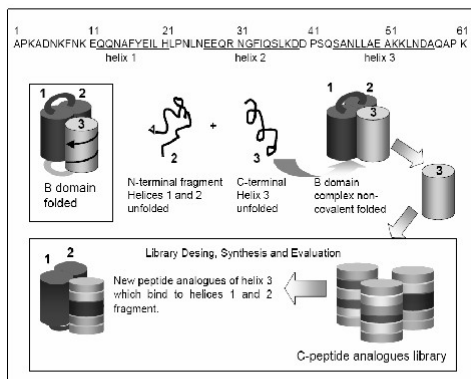 1 11 21 31 41 51 61
APKADNKFNK EQQNAFYEIL HLPNLNEEQR NGFIQSLKDD PSQSANLLAE AKKLNDAQAP K
helix 1 helix 2 helix 3
1 2
3
B domain
folded
2
N-terminal fragment
Helices 1 and 2
unfolded
+
3
C-terminal
Helix 3
unfolded
1 2
3
B domain
complex non-
covalent folded
3
Library Desing, Synthesis and Evaluation
1 2
New peptide analogues of helix 3
which bind to helices 1 and 2
fragment.
C-peptide analogues library